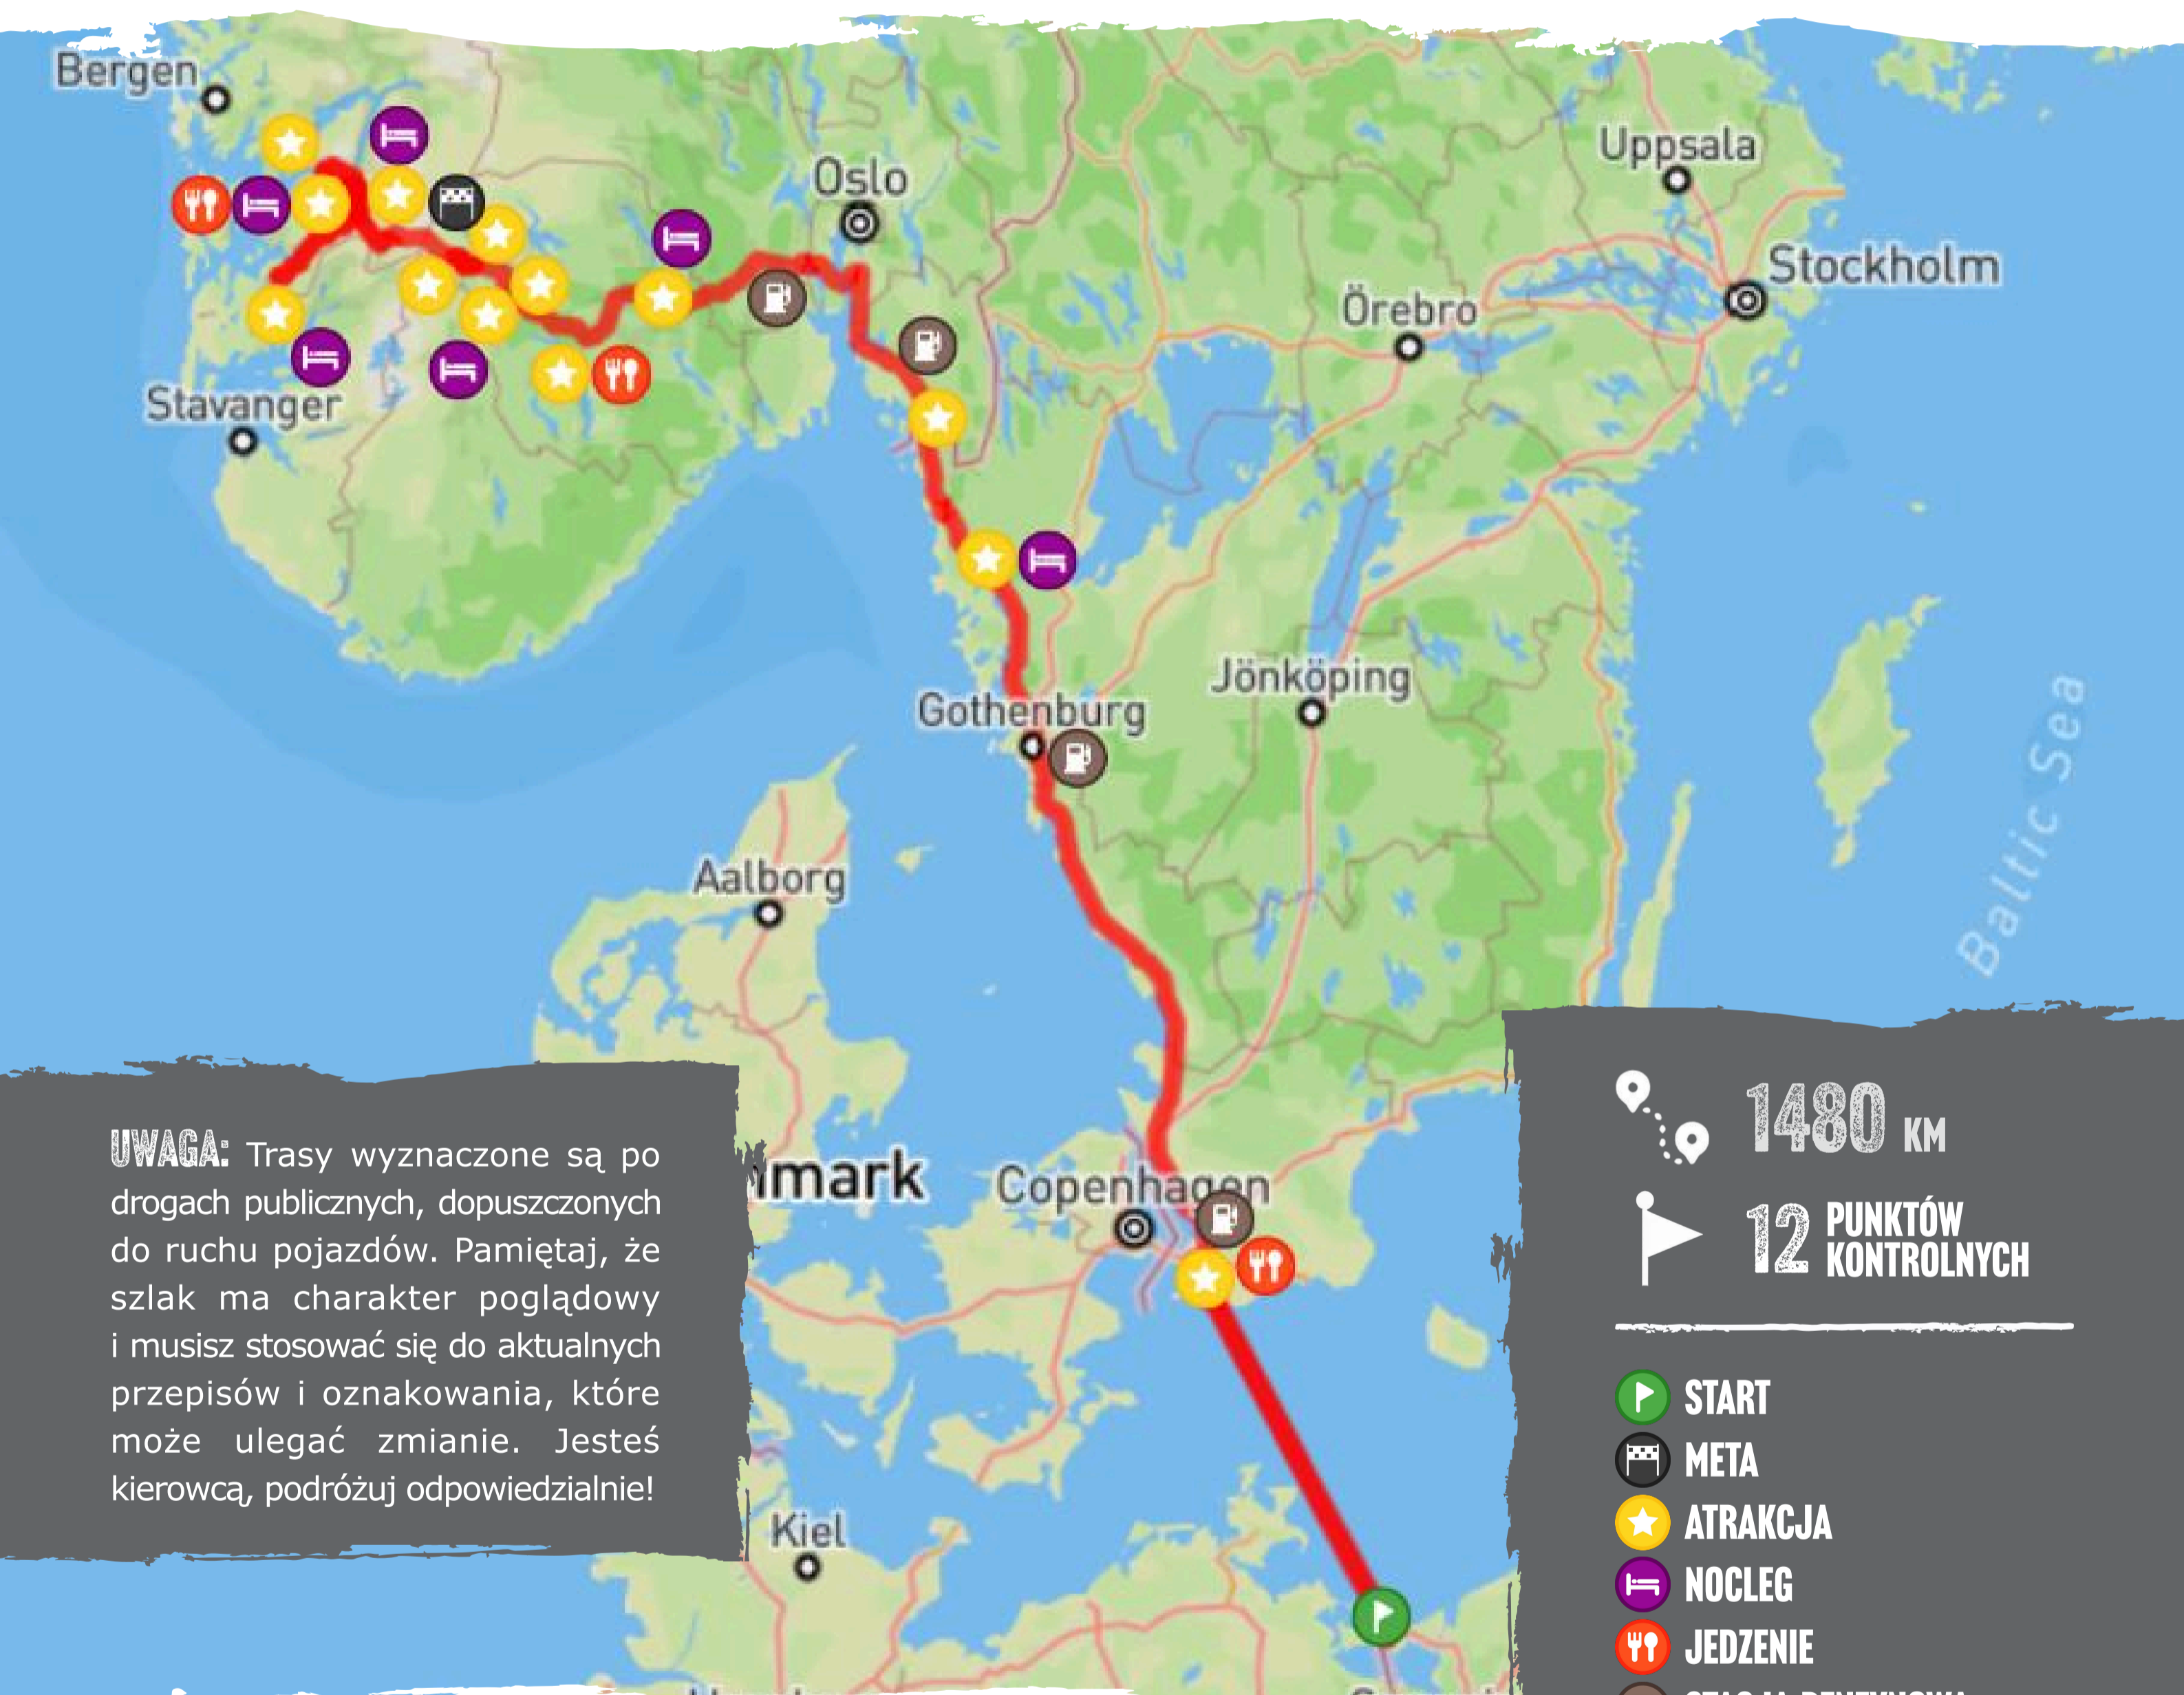 Bergen
Oslo
Uppsala
Stockholm
Örebro
Stavanger
Jönköping
Gothenburg
Baltic Sea
Aalborg
mark
Copenhagen
Kiel
UWAGA: Trasy wyznaczone są po
drogach publicznych, dopuszczonych
do ruchu pojazdów. Pamiętaj, że
szlak ma charakter poglądowy
i musisz stosować się do aktualnych
przepisów i oznakowania, które
może ulegać zmianie. Jesteś
kierowcą, podróżuj odpowiedzialnie!
1480 KM
12 PUNKTÓW
KONTROLNYCH
START
META
ATRAKCJA
NOCLEG
JEDZENIE